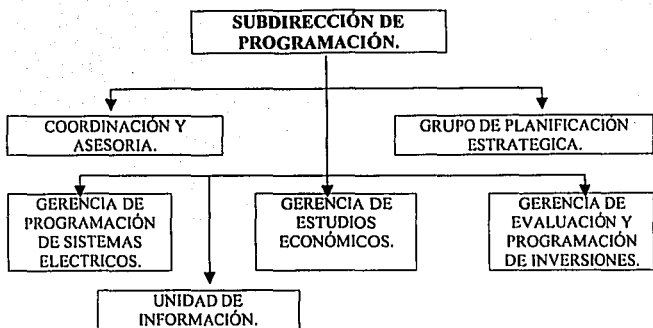 SUBDIRECCIÓN DE
PROGRAMACIÓN.
COORDINACIÓN Y
ASESORIA.
GRUPO DE PLANIFICACIÓN
ESTRATEGICA.
GERENCIA DE
PROGRAMACIÓN
DE SISTEMAS
ELECTRICOS.
GERENCIA DE
ESTUDIOS
ECONÓMICOS.
GERENCIA DE
EVALUACIÓN Y
PROGRAMACIÓN
DE INVERSIONES.
UNIDAD DE
INFORMACIÓN.